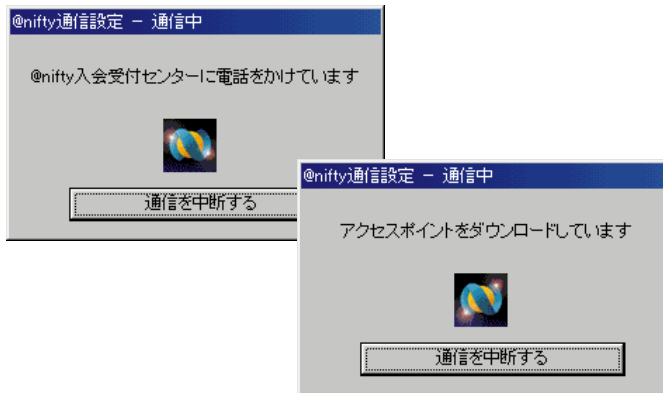 @nifty通信設定 － 通信中
@nifty入会受付センターに電話をかけています
通信を中断する
@nifty通信設定 － 通信中
アクセスポイントをダウンロードしています
通信を中断する